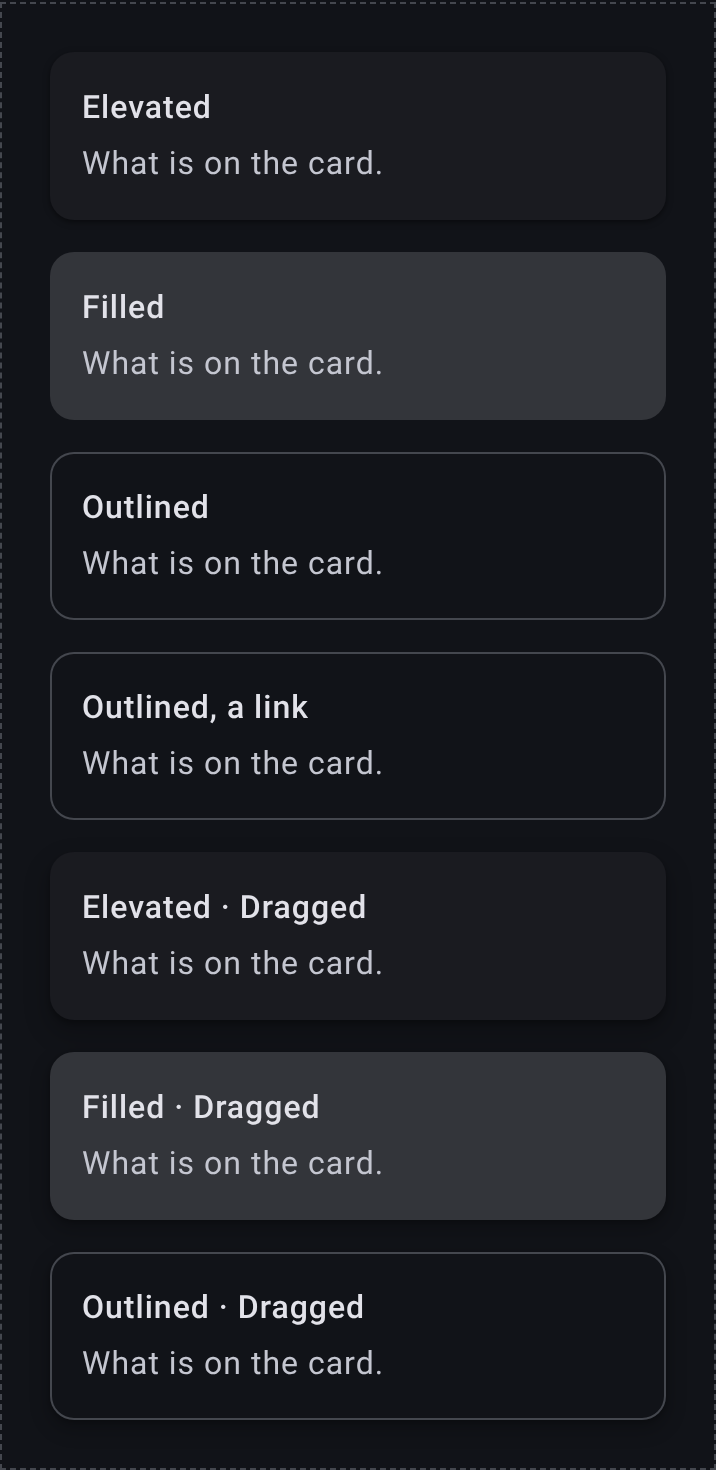 Elevated
What is on the card.
Filled
What is on the card.
Outlined
What is on the card.
Outlined, a link
What is on the card.
Elevated · Dragged
What is on the card.
Filled · Dragged
What is on the card.
Outlined · Dragged
What is on the card.